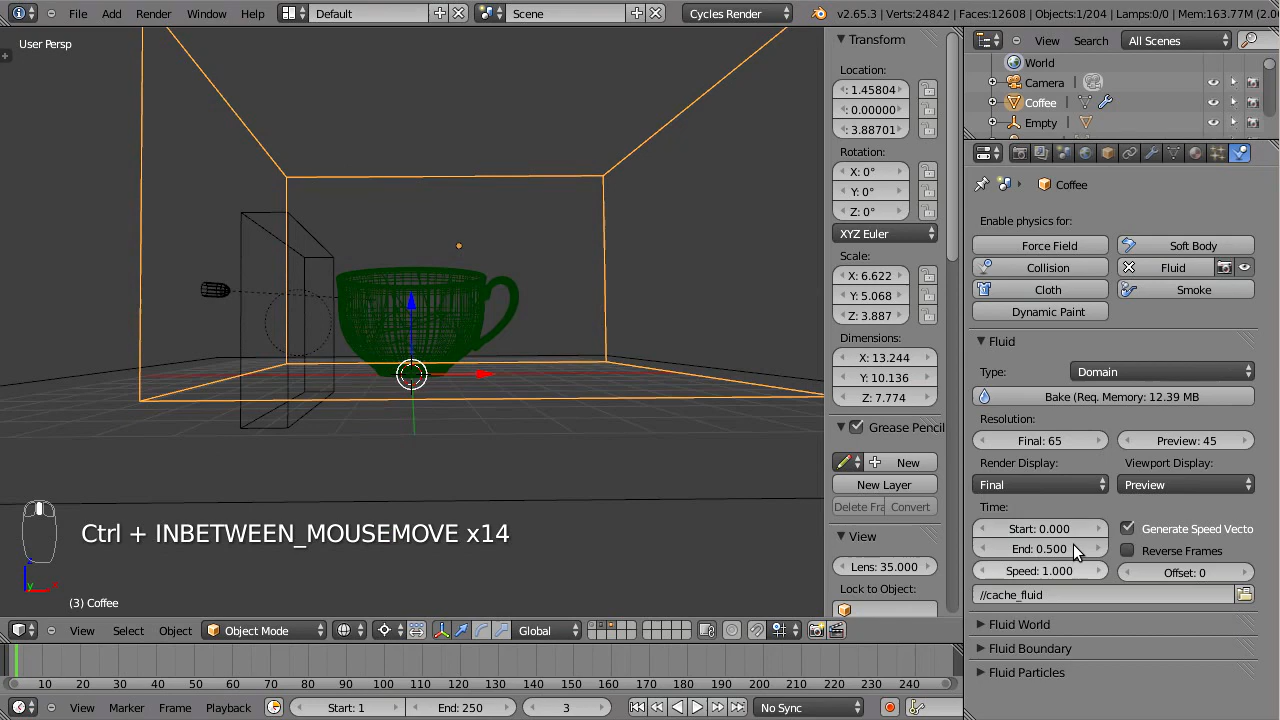 File Add Render Window Help Default Scene Cycles Render v2.65.3 | Verts:24842 | Faces:12608 | Objects:1/204 | Lamps:0/0 | Mem:163.77M (2.0
User Persp
Transform
Location:
: 1.45804
: 0.00000
: 3.88701
Rotation:
X: 0°
Y: 0°
Z: 0°
XYZ Euler
Scale:
X: 6.622
Y: 5.068
Z: 3.887
Dimensions:
X: 13.244
Y: 10.136
Z: 7.774
Grease Pencil
New
New Layer
Delete Fra Convert
View
Lens: 35.000
Lock to Object:
Ctrl + INBETWEEN_MOUSEMOVE x14
z
y x
(3) Coffee
View Select Object Object Mode Global
10 20 30 40 50 60 70 80 90 100 110 120 130 140 150 160 170 180 190 200 210 220 230 240
View Marker Frame Playback Start: 1 End: 250 3 No Sync
View Search All Scenes
World
Camera
Coffee
Empty
Coffee
Enable physics for:
Force Field Soft Body
Collision Fluid
Cloth Smoke
Dynamic Paint
Fluid
Type: Domain
Bake (Req. Memory: 12.39 MB
Resolution:
Final: 65 Preview: 45
Render Display: Viewport Display:
Final Preview
Time:
Start: 0.000 Generate Speed Vecto
End: 0.500 Reverse Frames
Speed: 1.000 Offset: 0
//cache_fluid
Fluid World
Fluid Boundary
Fluid Particles